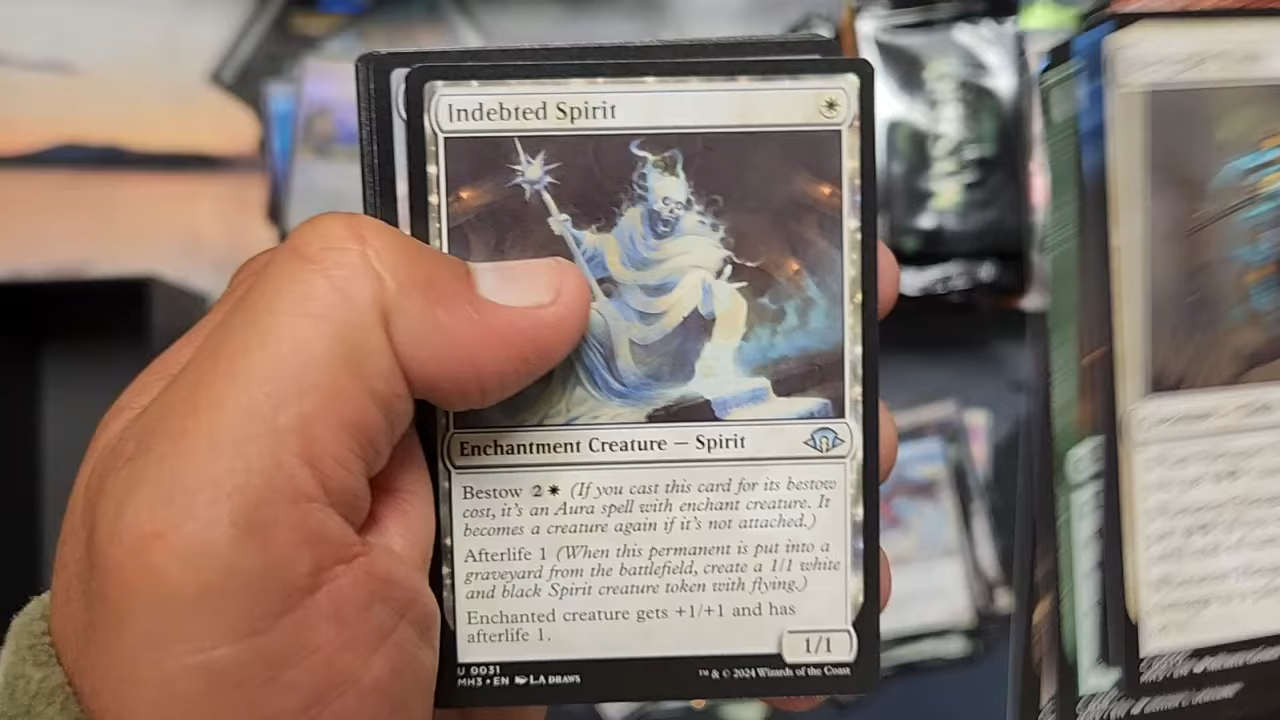 Indebted Spirit
Enchantment Creature — Spirit
Bestow 2 (If you cast this card for its bestow
cost, it's an Aura spell with enchant creature. It
becomes a creature again if it's not attached.)
Afterlife 1 (When this permanent is put into a
graveyard from the battlefield, create a 1/1 white
and black Spirit creature token with flying.)
Enchanted creature gets +1/+1 and has
afterlife 1.
1/1
U 0031
MH3 • EN LA DRAWS
™ & © 2024 Wizards of the Coast